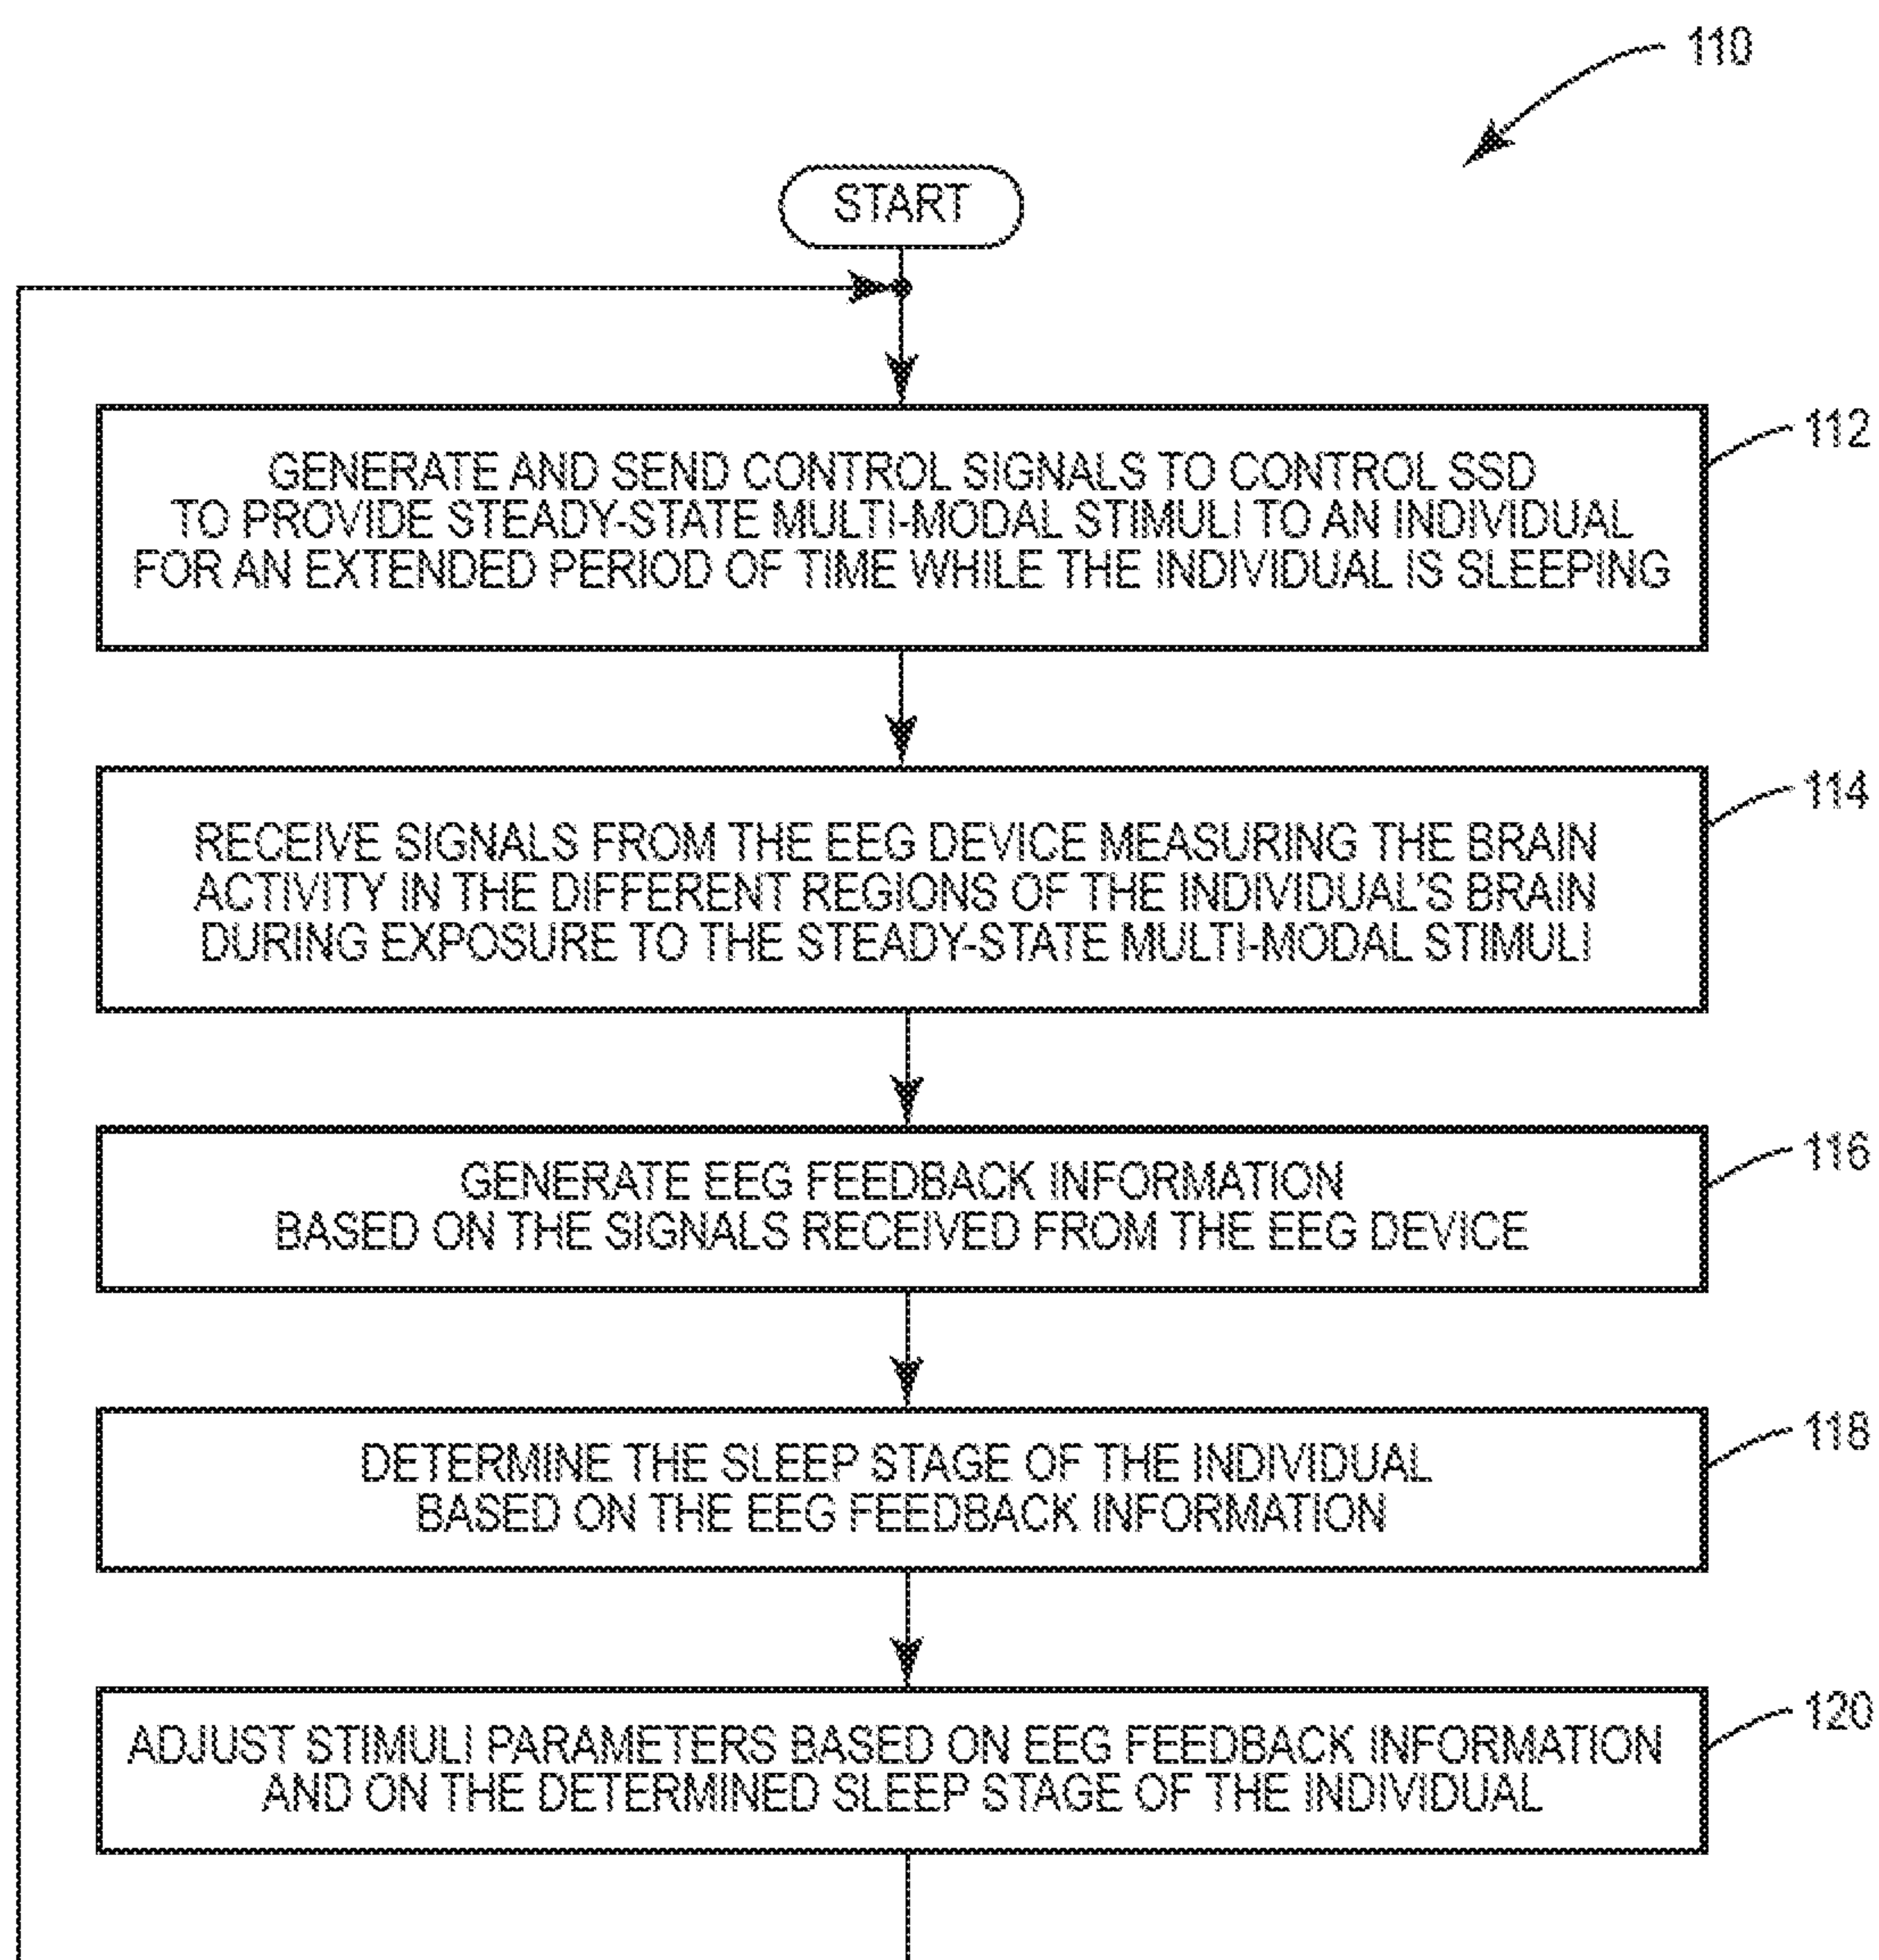 110
START
GENERATE AND SEND CONTROL SIGNALS TO CONTROL SSD
TO PROVIDE STEADY-STATE MULTI-MODAL STIMULI TO AN INDIVIDUAL
FOR AN EXTENDED PERIOD OF TIME WHILE THE INDIVIDUAL IS SLEEPING
112
RECEIVE SIGNALS FROM THE EEG DEVICE MEASURING THE BRAIN
ACTIVITY IN THE DIFFERENT REGIONS OF THE INDIVIDUAL'S BRAIN
DURING EXPOSURE TO THE STEADY-STATE MULTI-MODAL STIMULI
114
GENERATE EEG FEEDBACK INFORMATION
BASED ON THE SIGNALS RECEIVED FROM THE EEG DEVICE
116
DETERMINE THE SLEEP STAGE OF THE INDIVIDUAL
BASED ON THE EEG FEEDBACK INFORMATION
118
ADJUST STIMULI PARAMETERS BASED ON EEG FEEDBACK INFORMATION
AND ON THE DETERMINED SLEEP STAGE OF THE INDIVIDUAL
120